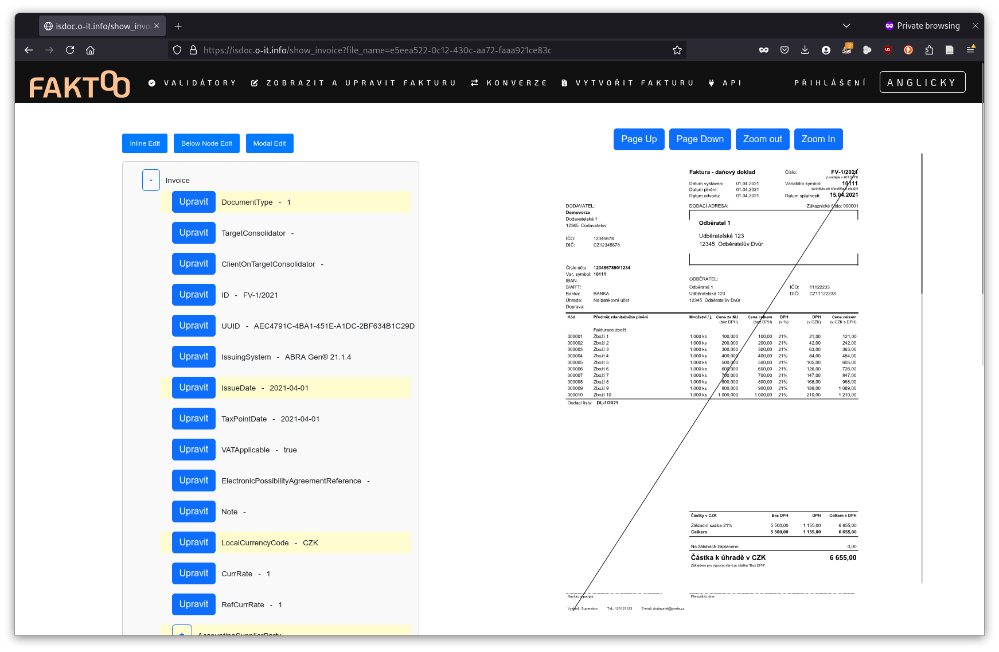 isdoc.o-it.info/show_invoi
Private browsing
https://isdoc.o-it.info/show_invoice?file_name=e5eea522-0c12-430c-aa72-faaa921ce83c
3
FAKTOO
VALIDÁTORY ZOBRAZIT A UPRAVIT FAKTURU KONVERZE VYTVOŘIT FAKTURU API PŘIHLÁŠENÍ ANGLICKY
Inline Edit Below Node Edit Modal Edit
- Invoice
Upravit DocumentType - 1
Upravit TargetConsolidator -
Upravit ClientOnTargetConsolidator -
Upravit ID - FV-1/2021
Upravit UUID - AEC4791C-4BA1-451E-A1DC-2BF634B1C29D
Upravit IssuingSystem - ABRA Gen® 21.1.4
Upravit IssueDate - 2021-04-01
Upravit TaxPointDate - 2021-04-01
Upravit VATApplicable - true
Upravit ElectronicPossibilityAgreementReference -
Upravit Note -
Upravit LocalCurrencyCode - CZK
Upravit CurrRate - 1
Upravit RefCurrRate - 1
+ AccountingSupplierParty
Page Up Page Down Zoom out Zoom In
Faktura - daňový doklad Číslo: FV-1/2021
(uvádějte v KH DPH)
Datum vystavení: 01.04.2021 Variabilní symbol: 10111
Datum plnění: 01.04.2021 (uvádějte při identifikaci platby)
Datum odvodu: 01.04.2021 Datum splatnosti: 15.04.2021
DODAVATEL: DODACÍ ADRESA: Zákaznické číslo: 000001
Demoverze
Dodavatelská 1
12345 Dodavatelov
Odběratel 1
Udběratelská 123
12345 Odběratelův Dvůr
IČO: 12345678
DIČ: CZ12345678
Číslo účtu: 1234567890/1234
Var. symbol: 10111
IBAN:
SWIFT:
Banka: BANKA
Úhrada: Na bankovní účet
Doprava:
ODBĚRATEL:
Odběratel 1 IČO: 11122233
Udběratelská 123 DIČ: CZ11122233
12345 Odběratelův Dvůr
Kód Předmět zdanitelného plnění Množství / j. Cena za MJ Cena celkem DPH DPH Cena celkem
(bez DPH) (bez DPH) (v %) (v CZK) (v CZK s DPH)
Fakturace zboží
000001 Zboží 1 1,000 ks 100,000 100,00 21% 21,00 121,00
000002 Zboží 2 1,000 ks 200,000 200,00 21% 42,00 242,00
000003 Zboží 3 1,000 ks 300,000 300,00 21% 63,00 363,00
000004 Zboží 4 1,000 ks 400,000 400,00 21% 84,00 484,00
000005 Zboží 5 1,000 ks 500,000 500,00 21% 105,00 605,00
000006 Zboží 6 1,000 ks 600,000 600,00 21% 126,00 726,00
000007 Zboží 7 1,000 ks 700,000 700,00 21% 147,00 847,00
000008 Zboží 8 1,000 ks 800,000 800,00 21% 168,00 968,00
000009 Zboží 9 1,000 ks 900,000 900,00 21% 189,00 1 089,00
000010 Zboží 10 1,000 ks 1 000,000 1 000,00 21% 210,00 1 210,00
Dodací listy: DL-1/2021
Částky v CZK Bez DPH DPH Celkem s DPH
Základní sazba 21% 5 500,00 1 155,00 6 655,00
Celkem 5 500,00 1 155,00 6 655,00
Na zálohách zaplaceno 0,00
Částka k úhradě v CZK 6 655,00
Základem pro výpočet daně je částka "Bez DPH".
Razítko a podpis: Převzal(a), dne:
Vystavil: Supervisor Tel.: 123123123 E-mail: dodavatel@posta.cz